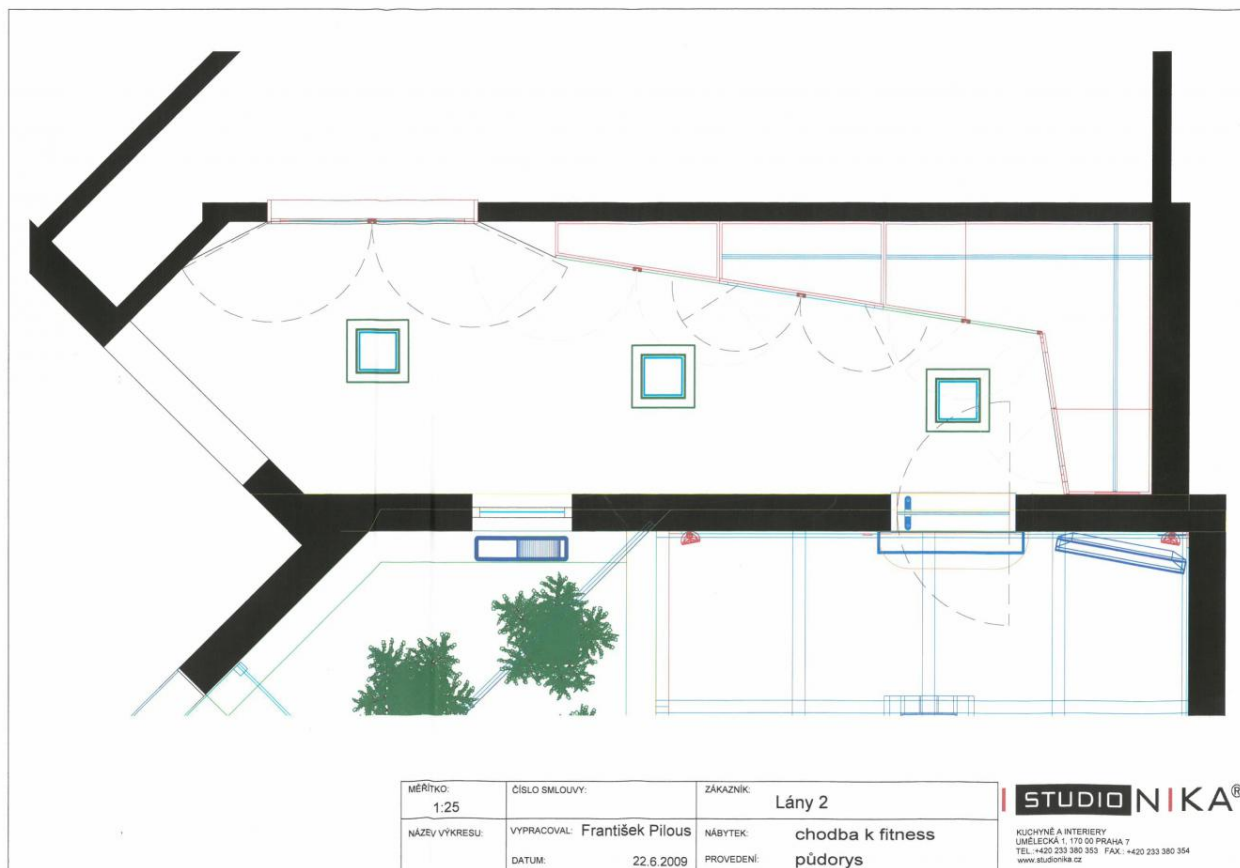 MĚŘÍTKO:
1:25
ČÍSLO SMLOUVY:
ZÁKAZNÍK:
Lány 2
NÁZEV VÝKRESU:
VYPRACOVAL: František Pilous
DATUM: 22.6.2009
NÁBYTEK: chodba k fitness
PROVEDENÍ: půdorys
STUDIO NIKA®
KUCHYNĚ A INTERIERY
UMĚLECKÁ 1, 170 00 PRAHA 7
TEL.:+420 233 380 353 FAX.: +420 233 380 354
www.studionika.cz